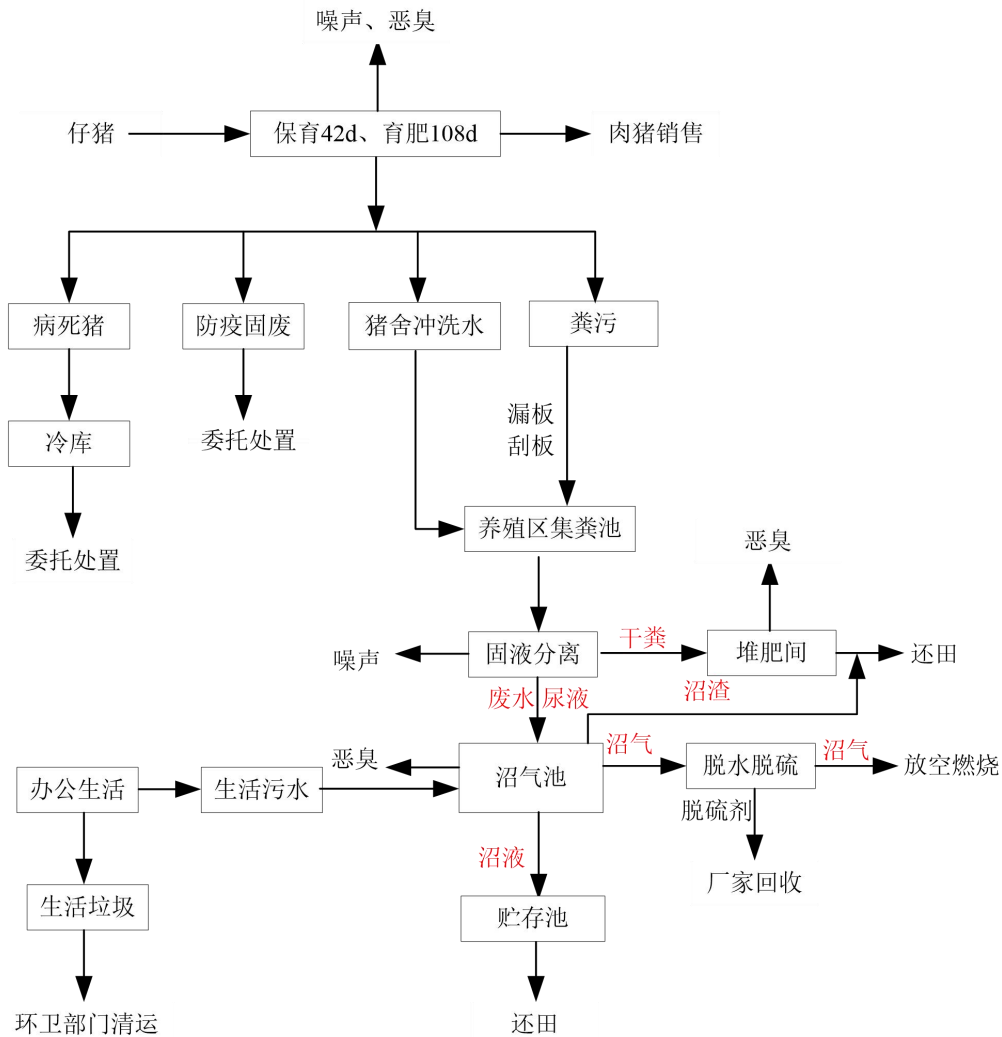 噪声、恶臭
仔猪
保育42d、育肥108d
肉猪销售
病死猪
防疫固废
猪舍冲洗水
粪污
漏板
刮板
冷库
委托处置
委托处置
养殖区集粪池
恶臭
噪声
固液分离
干粪
堆肥间
还田
废水 尿液
沼渣
恶臭
沼气池
沼气
脱水脱硫
沼气
放空燃烧
办公生活
生活污水
脱硫剂
沼液
厂家回收
生活垃圾
贮存池
环卫部门清运
还田